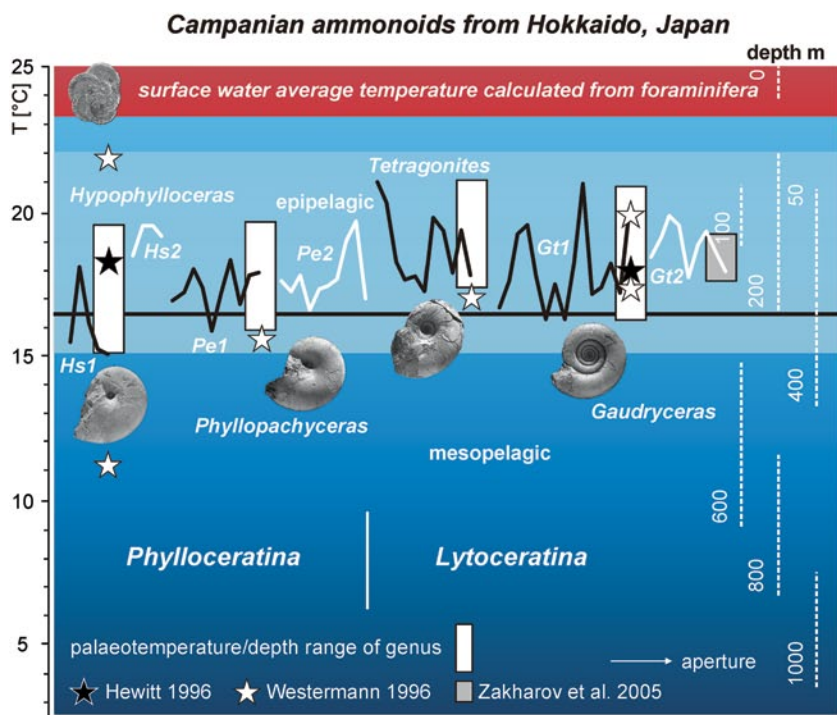 Campanian ammonoids from Hokkaido, Japan
depth m
T [°C]
25
20
15
10
5
surface water average temperature calculated from foraminifera
0
Hypophylloceras
Tetragonites
epipelagic
50
100
Hs2
Pe2
Gt1
Gt2
200
Hs1
Pe1
Phyllopachyceras
Gaudryceras
400
mesopelagic
600
Phylloceratina
Lytoceratina
800
palaeotemperature/depth range of genus
aperture
1000
Hewitt 1996
Westermann 1996
Zakharov et al. 2005